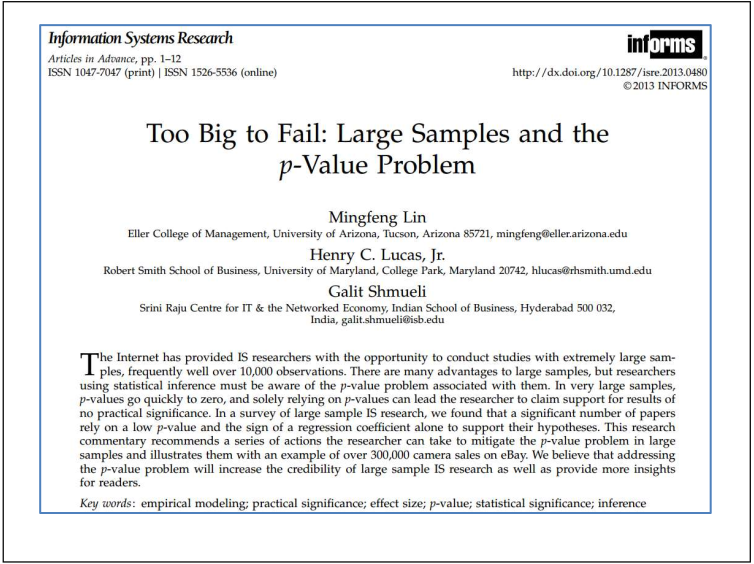 Information Systems Research
Articles in Advance, pp. 1–12
ISSN 1047-7047 (print) | ISSN 1526-5536 (online)
informs®
http://dx.doi.org/10.1287/isre.2013.0480
©2013 INFORMS
Too Big to Fail: Large Samples and the
p-Value Problem
Mingfeng Lin
Eller College of Management, University of Arizona, Tucson, Arizona 85721, mingfeng@eller.arizona.edu
Henry C. Lucas, Jr.
Robert Smith School of Business, University of Maryland, College Park, Maryland 20742, hlucas@rhsmith.umd.edu
Galit Shmueli
Srini Raju Centre for IT & the Networked Economy, Indian School of Business, Hyderabad 500 032,
India, galit.shmueli@isb.edu
The Internet has provided IS researchers with the opportunity to conduct studies with extremely large sam-
ples, frequently well over 10,000 observations. There are many advantages to large samples, but researchers
using statistical inference must be aware of the p-value problem associated with them. In very large samples,
p-values go quickly to zero, and solely relying on p-values can lead the researcher to claim support for results of
no practical significance. In a survey of large sample IS research, we found that a significant number of papers
rely on a low p-value and the sign of a regression coefficient alone to support their hypotheses. This research
commentary recommends a series of actions the researcher can take to mitigate the p-value problem in large
samples and illustrates them with an example of over 300,000 camera sales on eBay. We believe that addressing
the p-value problem will increase the credibility of large sample IS research as well as provide more insights
for readers.
Key words: empirical modeling; practical significance; effect size; p-value; statistical significance; inference